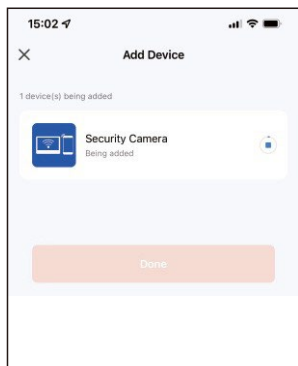 15:02
Add Device
1 device(s) being added
Security Camera
Being added
Done